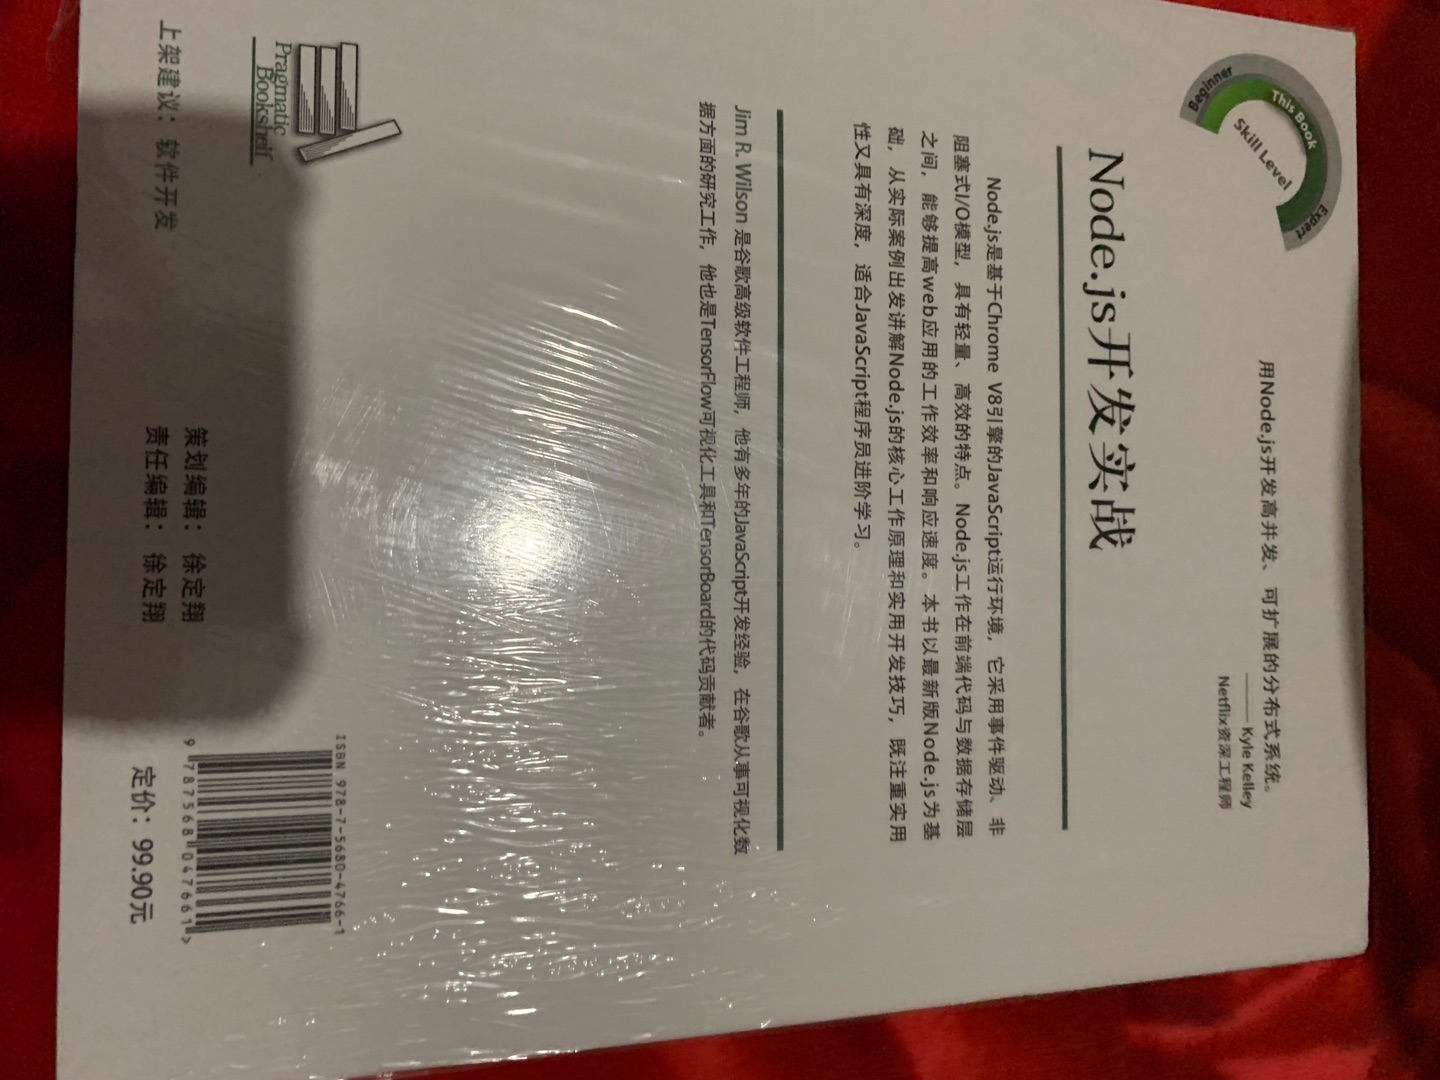 Beginner
This Book
Skill Level
Expert
用Node.js开发高并发、可扩展的分布式系统。
——Kyle Kelley
Netflix资深工程师
Node.js开发实战
Node.js是基于Chrome V8引擎的JavaScript运行环境，它采用事件驱动、非
阻塞式I/O模型，具有轻量、高效的特点。Node.js工作在前端代码与数据存储层
之间，能够提高web应用的工作效率和响应速度。本书以最新版Node.js为基
础，从实际案例出发讲解Node.js的核心工作原理和实用开发技巧，既注重实用
性又具有深度，适合JavaScript程序员进阶学习。
Jim R. Wilson 是谷歌高级软件工程师，他有多年的JavaScript开发经验，在谷歌从事可视化数
据方面的研究工作，他也是TensorFlow可视化工具和TensorBoard的代码贡献者。
Pragmatic
Bookshelf
上架建议：软件开发
策划编辑：徐定翔
责任编辑：徐定翔
ISBN 978-7-5680-4766-1
9 787568 047661 >
定价：99.90元